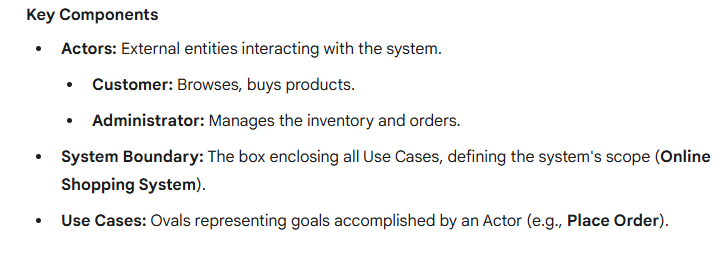 Key Components
• Actors: External entities interacting with the system.
• Customer: Browses, buys products.
• Administrator: Manages the inventory and orders.
• System Boundary: The box enclosing all Use Cases, defining the system's scope (Online
Shopping System).
• Use Cases: Ovals representing goals accomplished by an Actor (e.g., Place Order).